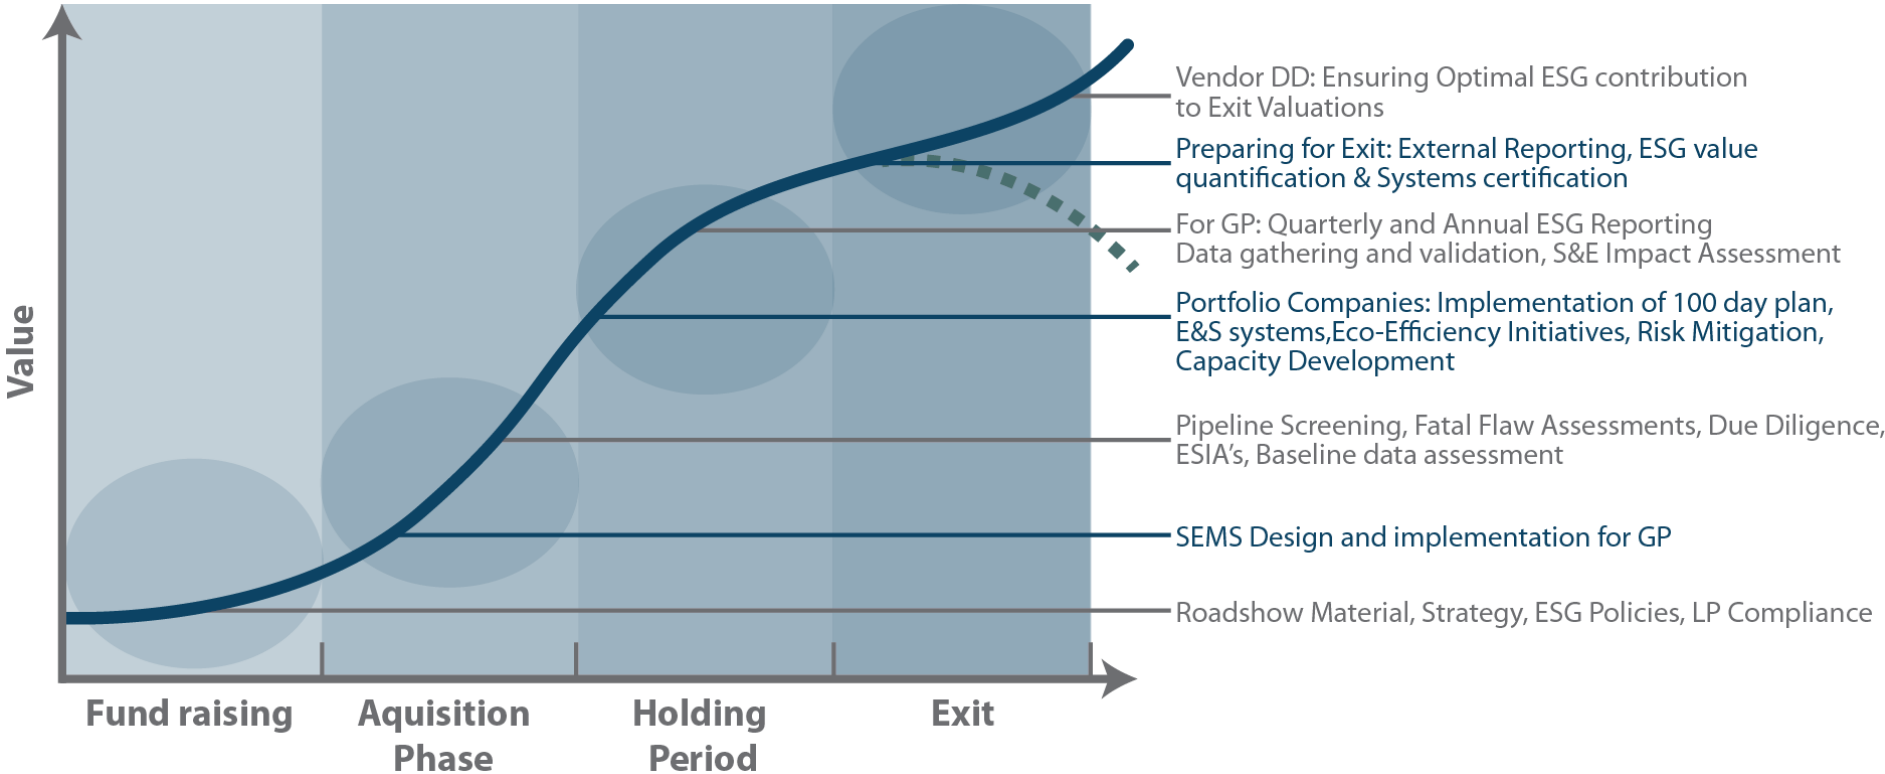 Value
Vendor DD: Ensuring Optimal ESG contribution
to Exit Valuations
Preparing for Exit: External Reporting, ESG value
quantification & Systems certification
For GP: Quarterly and Annual ESG Reporting
Data gathering and validation, S&E Impact Assessment
Portfolio Companies: Implementation of 100 day plan,
E&S systems,Eco-Efficiency Initiatives, Risk Mitigation,
Capacity Development
Pipeline Screening, Fatal Flaw Assessments, Due Diligence,
ESIA’s, Baseline data assessment
SEMS Design and implementation for GP
Roadshow Material, Strategy, ESG Policies, LP Compliance
Fund raising
Aquisition
Phase
Holding
Period
Exit